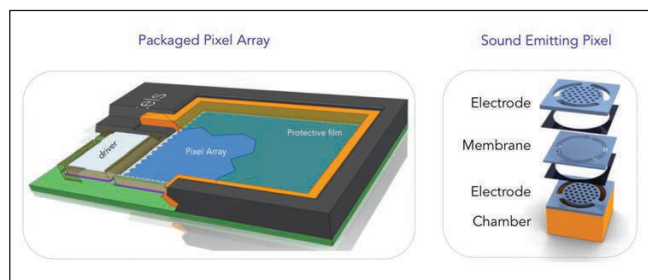 Packaged Pixel Array
Sound Emitting Pixel
driver
Pixel Array
Protective film
Electrode
Membrane
Electrode
Chamber